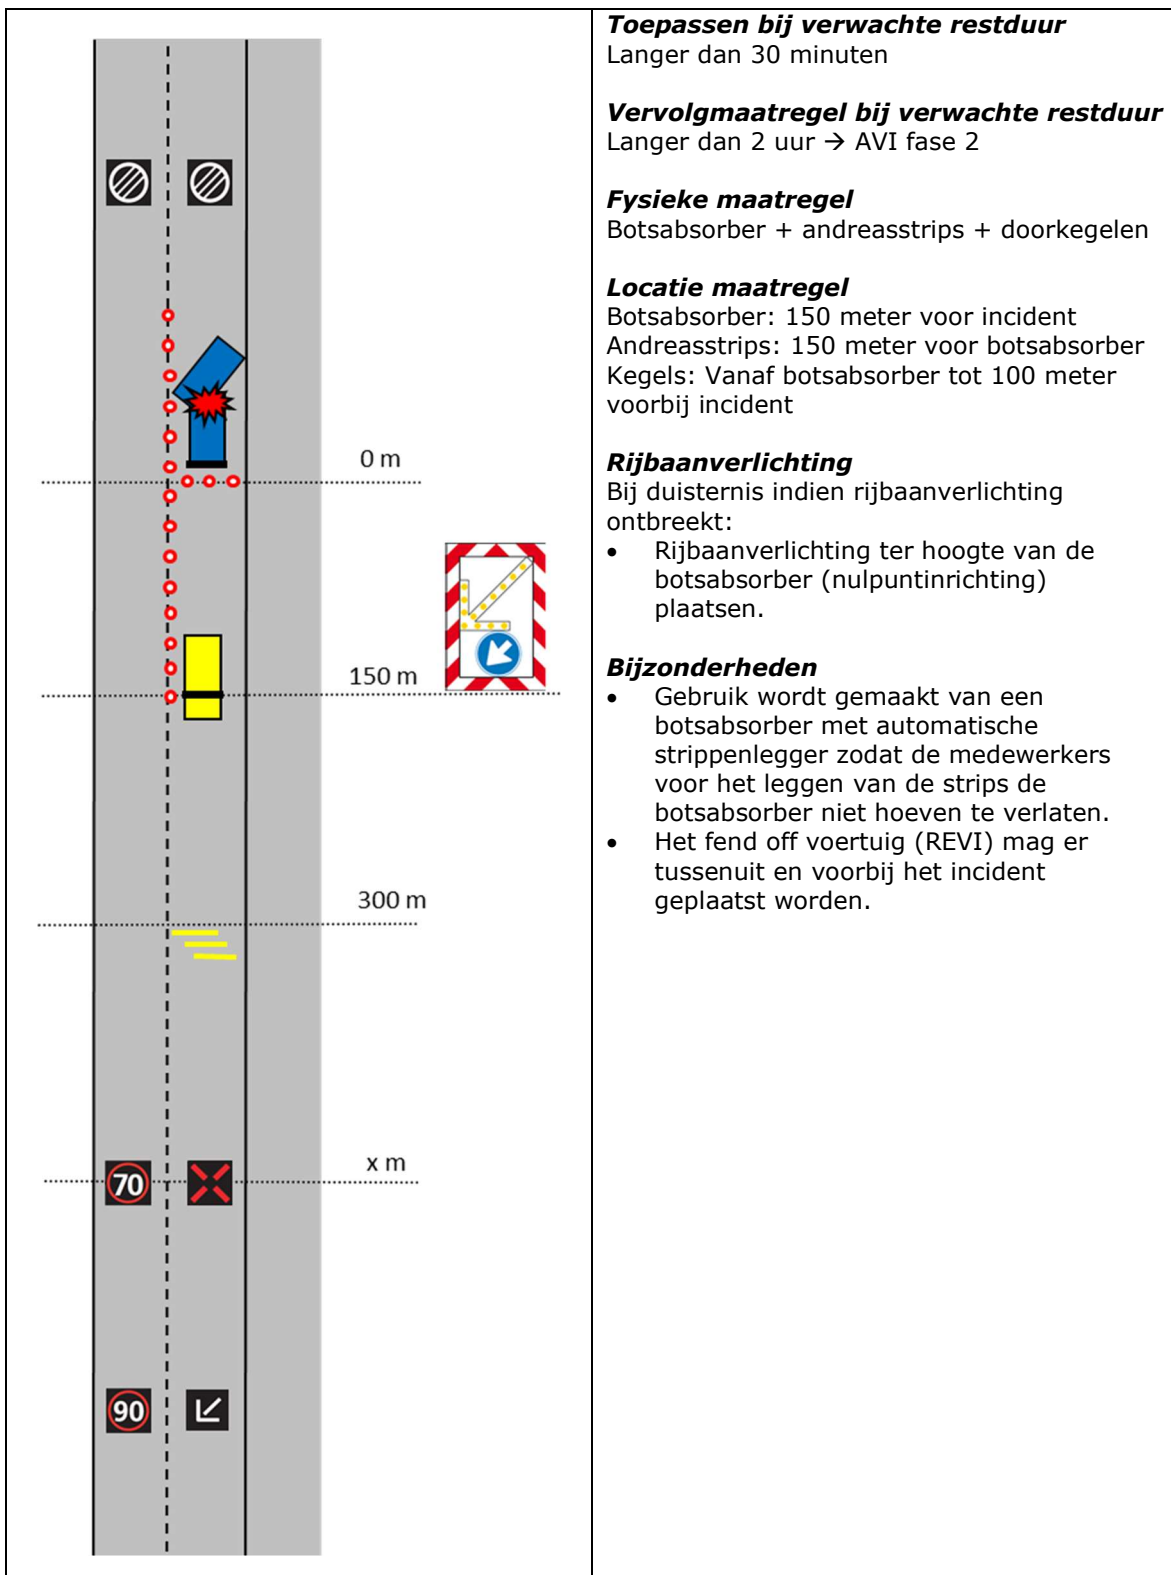 0 m
150 m
300 m
x m
70
90
Toepassen bij verwachte restduur
Langer dan 30 minuten
Vervolgmaatregel bij verwachte restduur
Langer dan 2 uur → AVI fase 2
Fysieke maatregel
Botsabsorber + andreasstrips + doorkegelen
Locatie maatregel
Botsabsorber: 150 meter voor incident
Andreasstrips: 150 meter voor botsabsorber
Kegels: Vanaf botsabsorber tot 100 meter
voorbij incident
Rijbaanverlichting
Bij duisternis indien rijbaanverlichting
ontbreekt:
• Rijbaanverlichting ter hoogte van de
botsabsorber (nulpuntinrichting)
plaatsen.
Bijzonderheden
• Gebruik wordt gemaakt van een
botsabsorber met automatische
strippenlegger zodat de medewerkers
voor het leggen van de strips de
botsabsorber niet hoeven te verlaten.
• Het fend off voertuig (REVI) mag er
tussenuit en voorbij het incident
geplaatst worden.